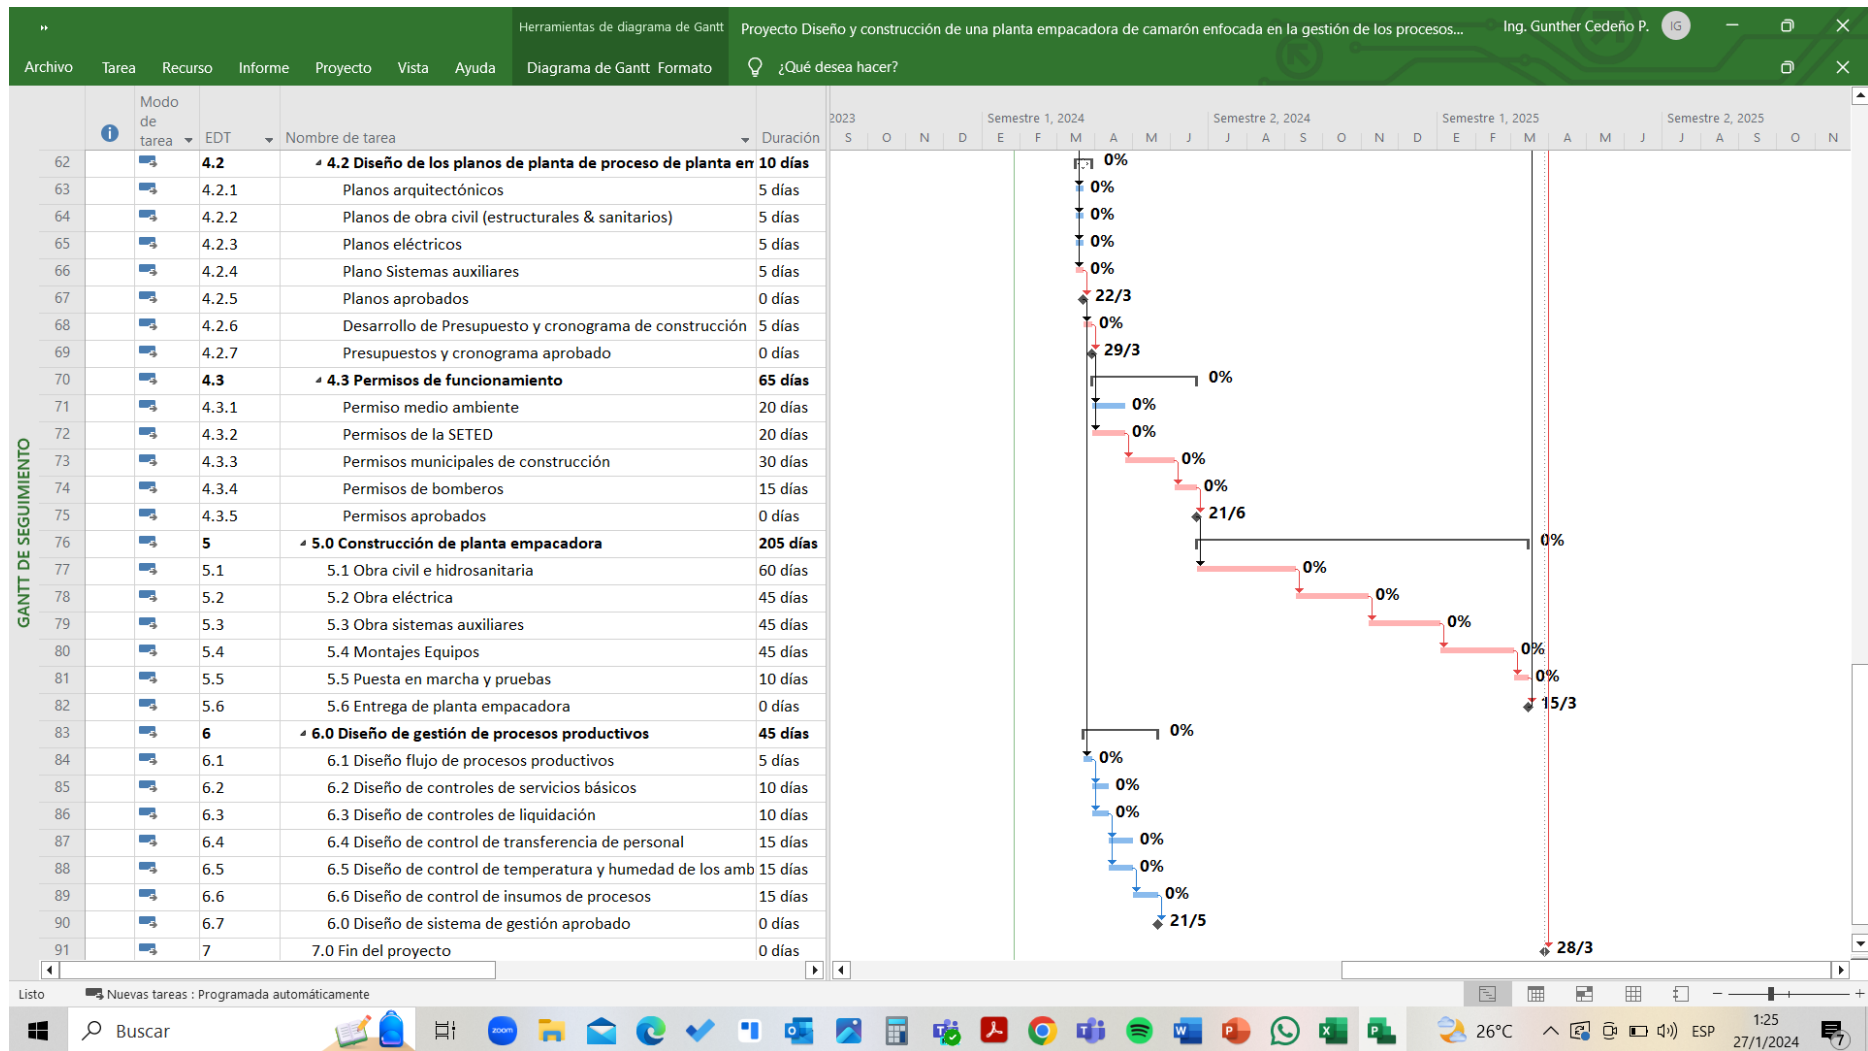 Herramientas de diagrama de Gantt Proyecto Diseño y construcción de una planta empacadora de camarón enfocada en la gestión de los procesos... Ing. Gunther Cedeño P. IG
Archivo Tarea Recurso Informe Proyecto Vista Ayuda Diagrama de Gantt Formato ¿Qué desea hacer?
Modo de tarea EDT Nombre de tarea Duración
2023 Semestre 1, 2024 Semestre 2, 2024 Semestre 1, 2025 Semestre 2, 2025
S O N D E F M A M J J A S O N D E F M A M J J A S O N
62 4.2 4.2 Diseño de los planos de planta de proceso de planta em 10 días 0%
63 4.2.1 Planos arquitectónicos 5 días 0%
64 4.2.2 Planos de obra civil (estructurales & sanitarios) 5 días 0%
65 4.2.3 Planos eléctricos 5 días 0%
66 4.2.4 Plano Sistemas auxiliares 5 días 0%
67 4.2.5 Planos aprobados 0 días 22/3
68 4.2.6 Desarrollo de Presupuesto y cronograma de construcción 5 días 0%
69 4.2.7 Presupuestos y cronograma aprobado 0 días 29/3
70 4.3 4.3 Permisos de funcionamiento 65 días 0%
71 4.3.1 Permiso medio ambiente 20 días 0%
72 4.3.2 Permisos de la SETED 20 días 0%
73 4.3.3 Permisos municipales de construcción 30 días 0%
74 4.3.4 Permisos de bomberos 15 días 0%
75 4.3.5 Permisos aprobados 0 días 21/6
76 5 5.0 Construcción de planta empacadora 205 días 0%
77 5.1 5.1 Obra civil e hidrosanitaria 60 días 0%
78 5.2 5.2 Obra eléctrica 45 días 0%
79 5.3 5.3 Obra sistemas auxiliares 45 días 0%
80 5.4 5.4 Montajes Equipos 45 días 0%
81 5.5 5.5 Puesta en marcha y pruebas 10 días 0%
82 5.6 5.6 Entrega de planta empacadora 0 días 15/3
83 6 6.0 Diseño de gestión de procesos productivos 45 días 0%
84 6.1 6.1 Diseño flujo de procesos productivos 5 días 0%
85 6.2 6.2 Diseño de controles de servicios básicos 10 días 0%
86 6.3 6.3 Diseño de controles de liquidación 10 días 0%
87 6.4 6.4 Diseño de control de transferencia de personal 15 días 0%
88 6.5 6.5 Diseño de control de temperatura y humedad de los amb 15 días 0%
89 6.6 6.6 Diseño de control de insumos de procesos 15 días 0%
90 6.7 6.0 Diseño de sistema de gestión aprobado 0 días 21/5
91 7 7.0 Fin del proyecto 0 días 28/3
GANTT DE SEGUIMIENTO
Listo Nuevas tareas : Programada automáticamente
Buscar zoom 26°C ESP 1:25
27/1/2024 7